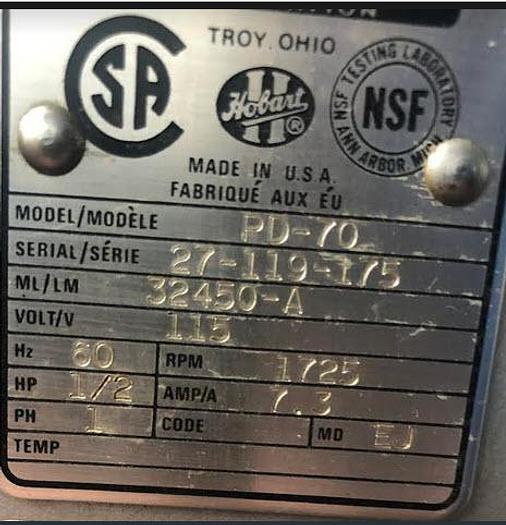 TROY, OHIO
CSA
Hobart
H
®
NSF TESTING LABORATORY
NSF
ANN ARBOR, MICH.
MADE IN U.S.A.
FABRIQUÉ AUX ÉU
MODEL/MODÈLE PD-70
SERIAL/SÉRIE 27-119-175
ML/LM 32450-A
VOLT/V 115
Hz 60 RPM 1725
HP 1/2 AMP/A 7.3
PH 1 CODE MD EJ
TEMP